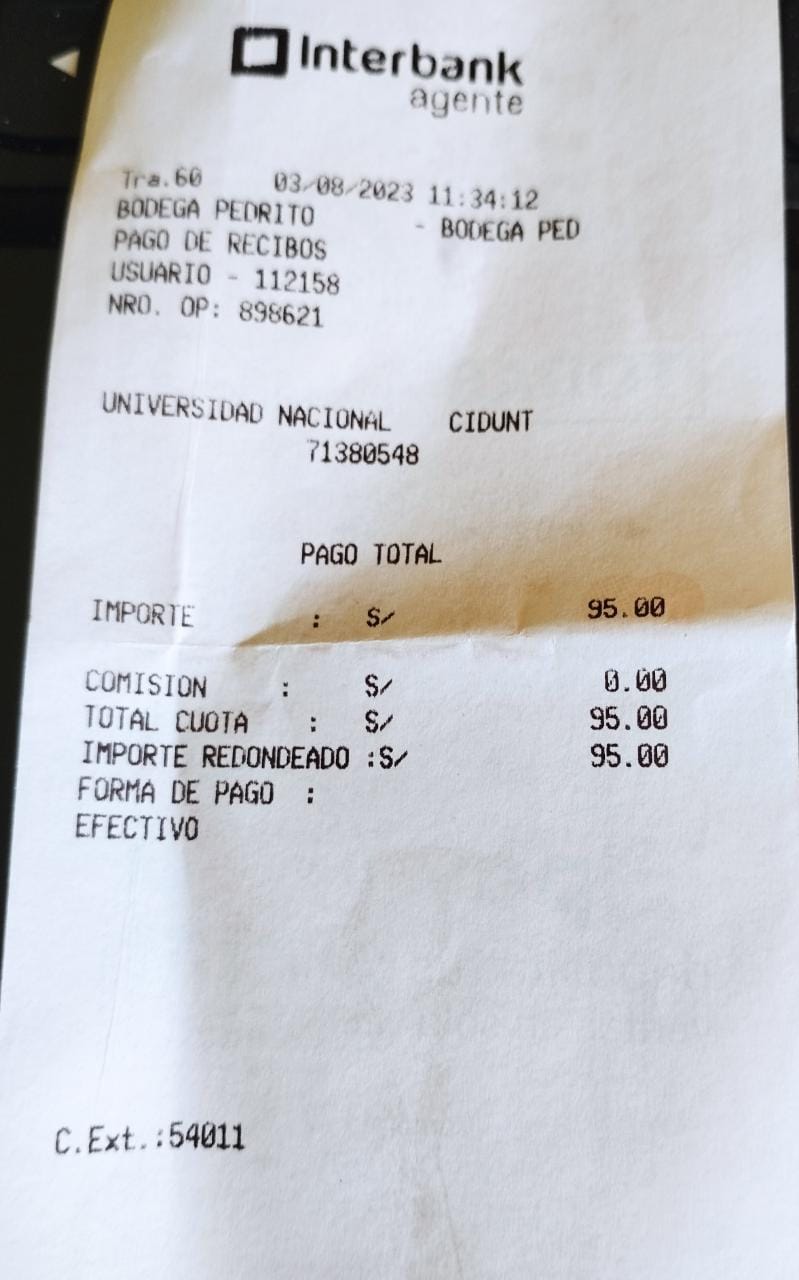 Interbank
agente
Tra.60 03/08/2023 11:34:12
BODEGA PEDRITO - BODEGA PED
PAGO DE RECIBOS
USUARIO - 112158
NRO. OP: 898621
UNIVERSIDAD NACIONAL CIDUNT
71380548
PAGO TOTAL
IMPORTE : S/ 95.00
COMISION : S/ 0.00
TOTAL CUOTA : S/ 95.00
IMPORTE REDONDEADO :S/ 95.00
FORMA DE PAGO :
EFECTIVO
C.Ext.:54011